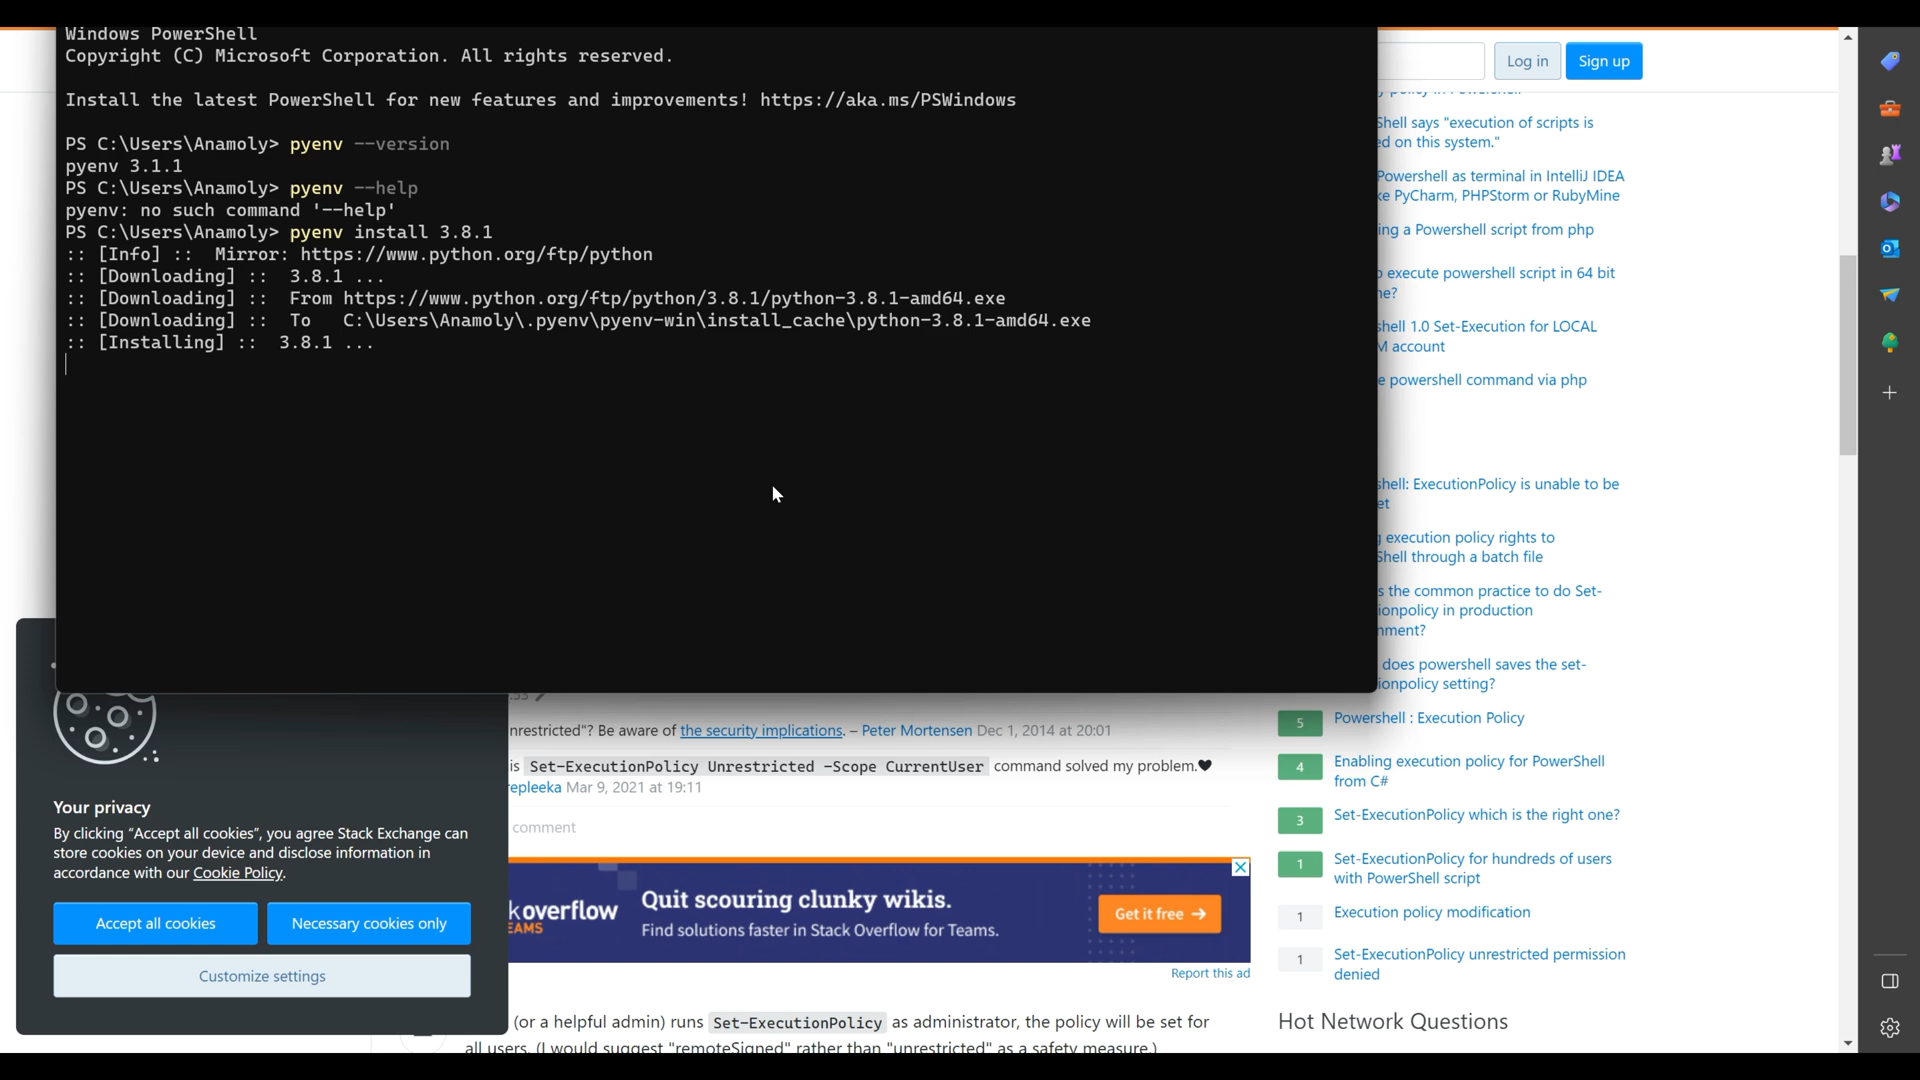 Windows PowerShell
Copyright (C) Microsoft Corporation. All rights reserved.
Install the latest PowerShell for new features and improvements! https://aka.ms/PSWindows
PS C:\Users\Anamoly> pyenv --version
pyenv 3.1.1
PS C:\Users\Anamoly> pyenv --help
pyenv: no such command '--help'
PS C:\Users\Anamoly> pyenv install 3.8.1
:: [Info] ::  Mirror: https://www.python.org/ftp/python
:: [Downloading] ::  3.8.1 ...
:: [Downloading] ::  From https://www.python.org/ftp/python/3.8.1/python-3.8.1-amd64.exe
:: [Downloading] ::  To   C:\Users\Anamoly\.pyenv\pyenv-win\install_cache\python-3.8.1-amd64.exe
:: [Installing] ::  3.8.1 ...
Log in
Sign up
Shell says "execution of scripts is
ed on this system."
Powershell as terminal in IntelliJ IDEA
ke PyCharm, PHPStorm or RubyMine
ing a Powershell script from php
o execute powershell script in 64 bit
ne?
shell 1.0 Set-Execution for LOCAL
M account
e powershell command via php
shell: ExecutionPolicy is unable to be
et
g execution policy rights to
Shell through a batch file
s the common practice to do Set-
ionpolicy in production
nment?
does powershell saves the set-
ionpolicy setting?
5 Powershell : Execution Policy
4 Enabling execution policy for PowerShell
from C#
3 Set-ExecutionPolicy which is the right one?
1 Set-ExecutionPolicy for hundreds of users
with PowerShell script
1 Execution policy modification
1 Set-ExecutionPolicy unrestricted permission
denied
Hot Network Questions
nrestricted"? Be aware of the security implications. – Peter Mortensen Dec 1, 2014 at 20:01
is Set-ExecutionPolicy Unrestricted -Scope CurrentUser command solved my problem.♥
repleeka Mar 9, 2021 at 19:11
comment
koverflow
EAMS
Quit scouring clunky wikis.
Find solutions faster in Stack Overflow for Teams.
Get it free →
Report this ad
(or a helpful admin) runs Set-ExecutionPolicy as administrator, the policy will be set for
all users. (I would suggest "remoteSigned" rather than "unrestricted" as a safety measure.)
Your privacy
By clicking “Accept all cookies”, you agree Stack Exchange can
store cookies on your device and disclose information in
accordance with our Cookie Policy.
Accept all cookies
Necessary cookies only
Customize settings